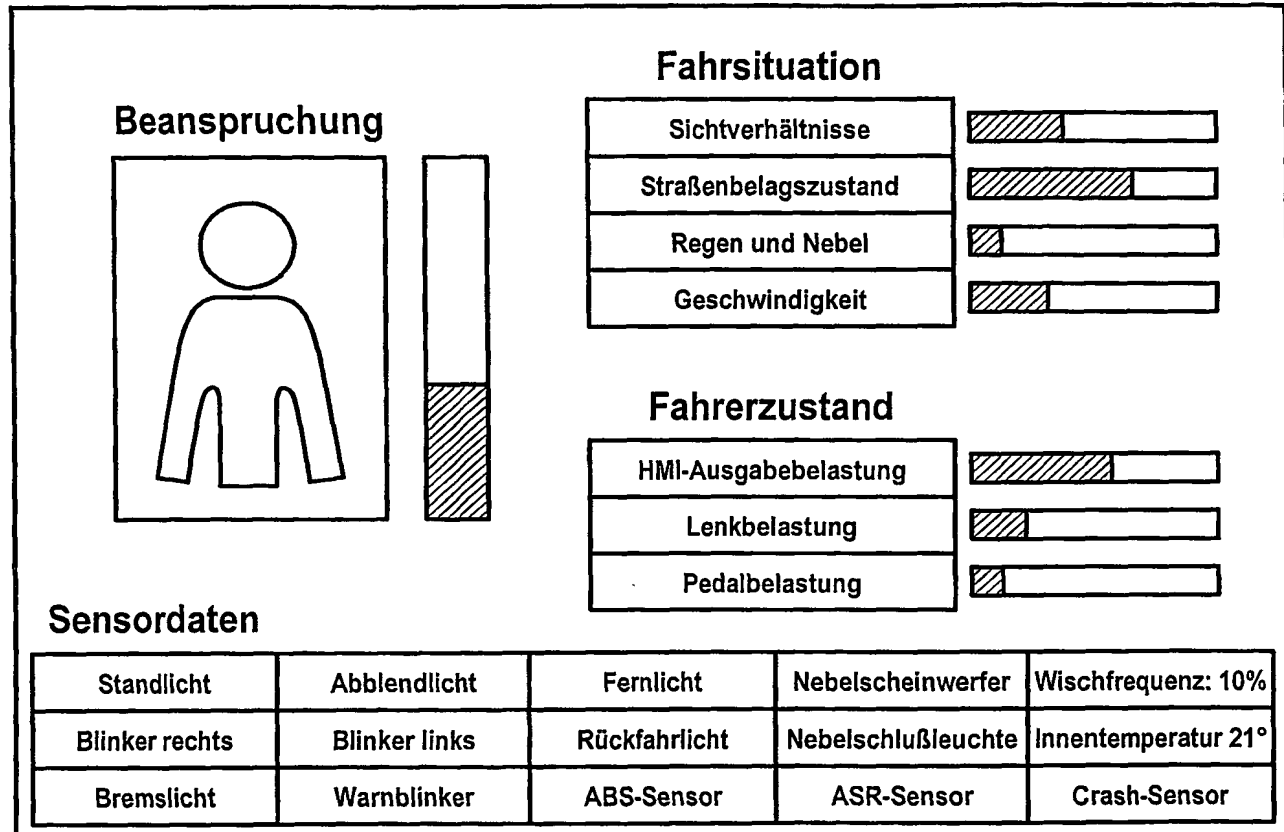 Beanspruchung
Fahrsituation
Sichtverhältnisse
Straßenbelagszustand
Regen und Nebel
Geschwindigkeit
Fahrerzustand
HMI-Ausgabebelastung
Lenkbelastung
Pedalbelastung
Sensordaten
Standlicht Abblendlicht Fernlicht Nebelscheinwerfer Wischfrequenz: 10%
Blinker rechts Blinker links Rückfahrlicht Nebelschlußleuchte Innentemperatur 21°
Bremslicht Warnblinker ABS-Sensor ASR-Sensor Crash-Sensor